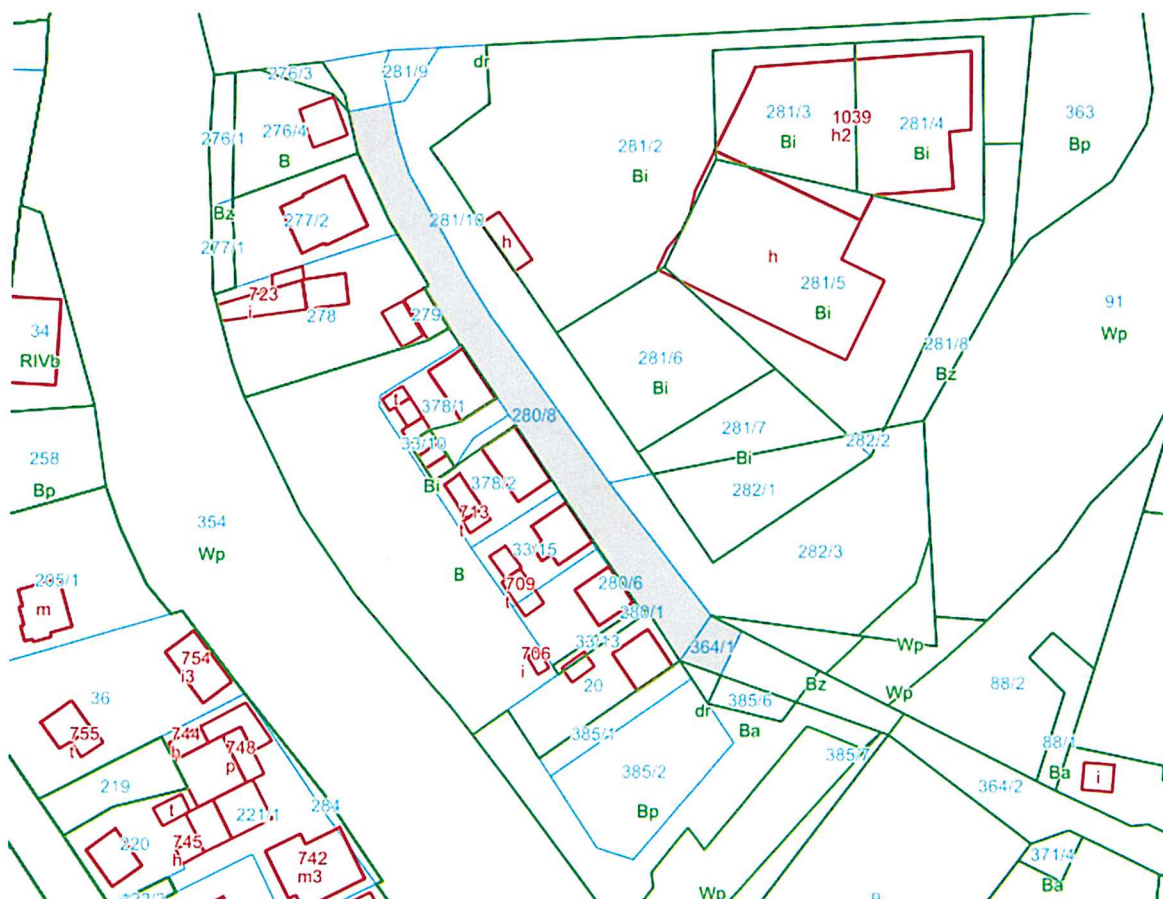 276/3
281/9
dr
276/1
276/4
B
281/2
Bi
281/3
Bi
1039
h2
281/4
Bi
363
Bp
Bz
277/2
277/1
281/10
h
723
i
278
279
h
281/5
Bi
91
Wp
34
RIVb
281/6
Bi
281/8
Bz
t
378/1
280/8
33/10
281/7
Bi
282/2
258
Bp
Bi
378/2
282/1
713
t
354
Wp
33/15
282/3
B
709
t
280/6
280/1
205/1
m
33/13
364/1
Wp
706
i
754
i3
20
Bz
Wp
88/2
36
385/6
dr
Ba
755
t
744
h
748
p
385/1
385/7
88/1
Ba
i
385/2
Bp
219
284
364/2
t
221/1
220
745
h
742
m3
371/4
Ba
Wp